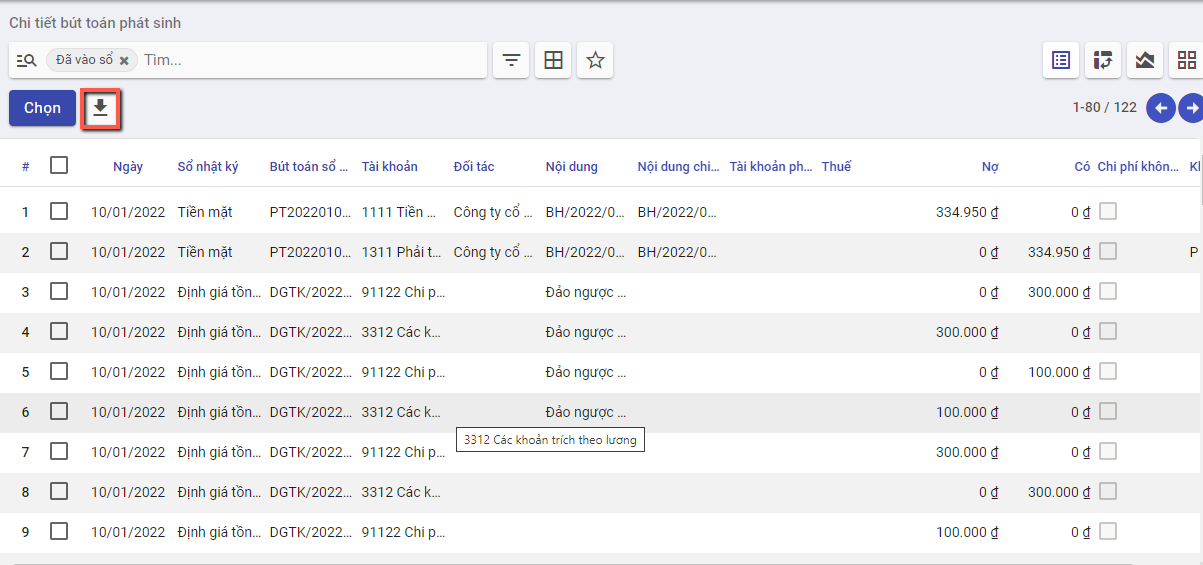 Chi tiết bút toán phát sinh
Đã vào sổ × Tìm...
Chọn 1-80 / 122
# Ngày Sổ nhật ký Bút toán sổ ... Tài khoản Đối tác Nội dung Nội dung chi... Tài khoản ph... Thuế Nợ Có Chi phí khôn...
1 10/01/2022 Tiền mặt PT2022010... 1111 Tiền ... Công ty cổ ... BH/2022/0... BH/2022/0... 334.950 ₫ 0 ₫
2 10/01/2022 Tiền mặt PT2022010... 1311 Phải t... Công ty cổ ... BH/2022/0... BH/2022/0... 0 ₫ 334.950 ₫ P
3 10/01/2022 Định giá tồn... DGTK/2022... 91122 Chi p... Đảo ngược ... 0 ₫ 300.000 ₫
4 10/01/2022 Định giá tồn... DGTK/2022... 3312 Các k... Đảo ngược ... 300.000 ₫ 0 ₫
5 10/01/2022 Định giá tồn... DGTK/2022... 91122 Chi p... Đảo ngược ... 0 ₫ 100.000 ₫
6 10/01/2022 Định giá tồn... DGTK/2022... 3312 Các k... Đảo ngược ... 100.000 ₫ 0 ₫
3312 Các khoản trích theo lương
7 10/01/2022 Định giá tồn... DGTK/2022... 91122 Chi p... 300.000 ₫ 0 ₫
8 10/01/2022 Định giá tồn... DGTK/2022... 3312 Các k... 0 ₫ 300.000 ₫
9 10/01/2022 Định giá tồn... DGTK/2022... 91122 Chi p... 100.000 ₫ 0 ₫